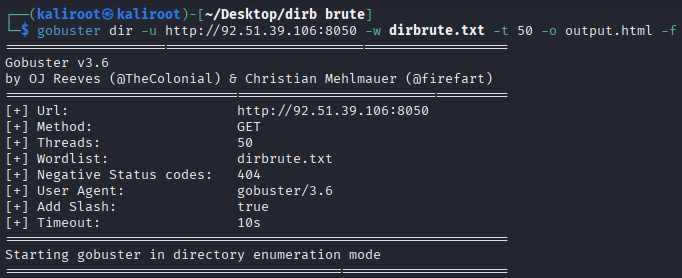 ┌──(kaliroot㉿kaliroot)-[~/Desktop/dirb brute]
└─$ gobuster dir -u http://92.51.39.106:8050 -w dirbrute.txt -t 50 -o output.html -f
===============================================================
Gobuster v3.6
by OJ Reeves (@TheColonial) & Christian Mehlmauer (@firefart)
===============================================================
[+] Url:                     http://92.51.39.106:8050
[+] Method:                  GET
[+] Threads:                 50
[+] Wordlist:                dirbrute.txt
[+] Negative Status codes:   404
[+] User Agent:              gobuster/3.6
[+] Add Slash:               true
[+] Timeout:                 10s
===============================================================
Starting gobuster in directory enumeration mode
===============================================================